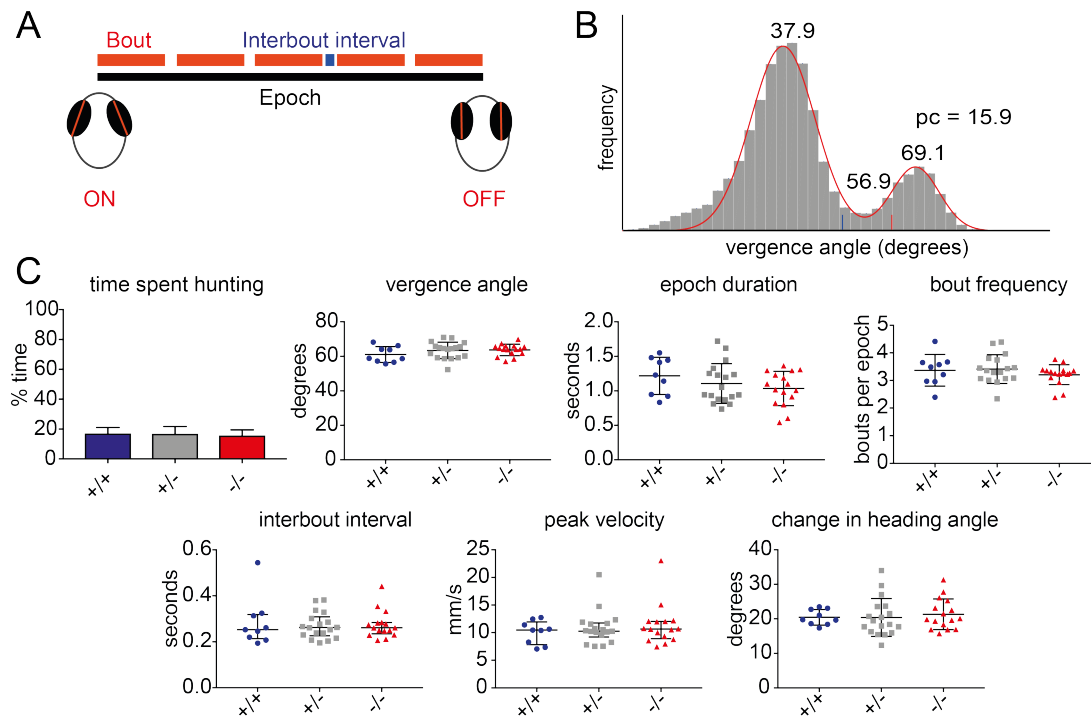 A
Bout
Interbout interval
Epoch
ON
OFF
B
37.9
pc = 15.9
69.1
56.9
frequency
vergence angle (degrees)
C
time spent hunting
% time
100
80
60
40
20
0
+/+
+/-
-/-
vergence angle
degrees
80
60
40
20
0
+/+
+/-
-/-
epoch duration
seconds
2.0
1.5
1.0
0.5
0.0
+/+
+/-
-/-
bout frequency
bouts per epoch
5
4
3
2
1
0
+/+
+/-
-/-
interbout interval
seconds
0.6
0.4
0.2
0.0
+/+
+/-
-/-
peak velocity
mm/s
25
20
15
10
5
0
+/+
+/-
-/-
change in heading angle
degrees
40
30
20
10
0
+/+
+/-
-/-